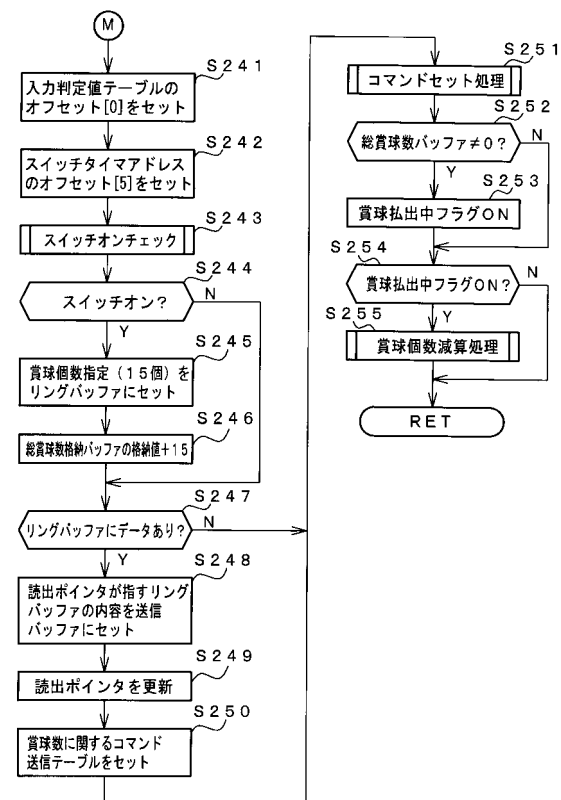 M
S241
入力判定値テーブルの
オフセット[0]をセット
S242
スイッチタイマアドレス
のオフセット[5]をセット
S243
スイッチオンチェック
S244
スイッチオン?
N
Y
S245
賞球個数指定(15個)を
リングバッファにセット
S246
総賞球数格納バッファの格納値+15
S247
リングバッファにデータあり?
N
Y
S248
読出ポインタが指すリング
バッファの内容を送信
バッファにセット
S249
読出ポインタを更新
S250
賞球数に関するコマンド
送信テーブルをセット
S251
コマンドセット処理
S252
総賞球数バッファ≠0?
N
Y
S253
賞球払出中フラグON
S254
賞球払出中フラグON?
N
Y
S255
賞球個数減算処理
RET